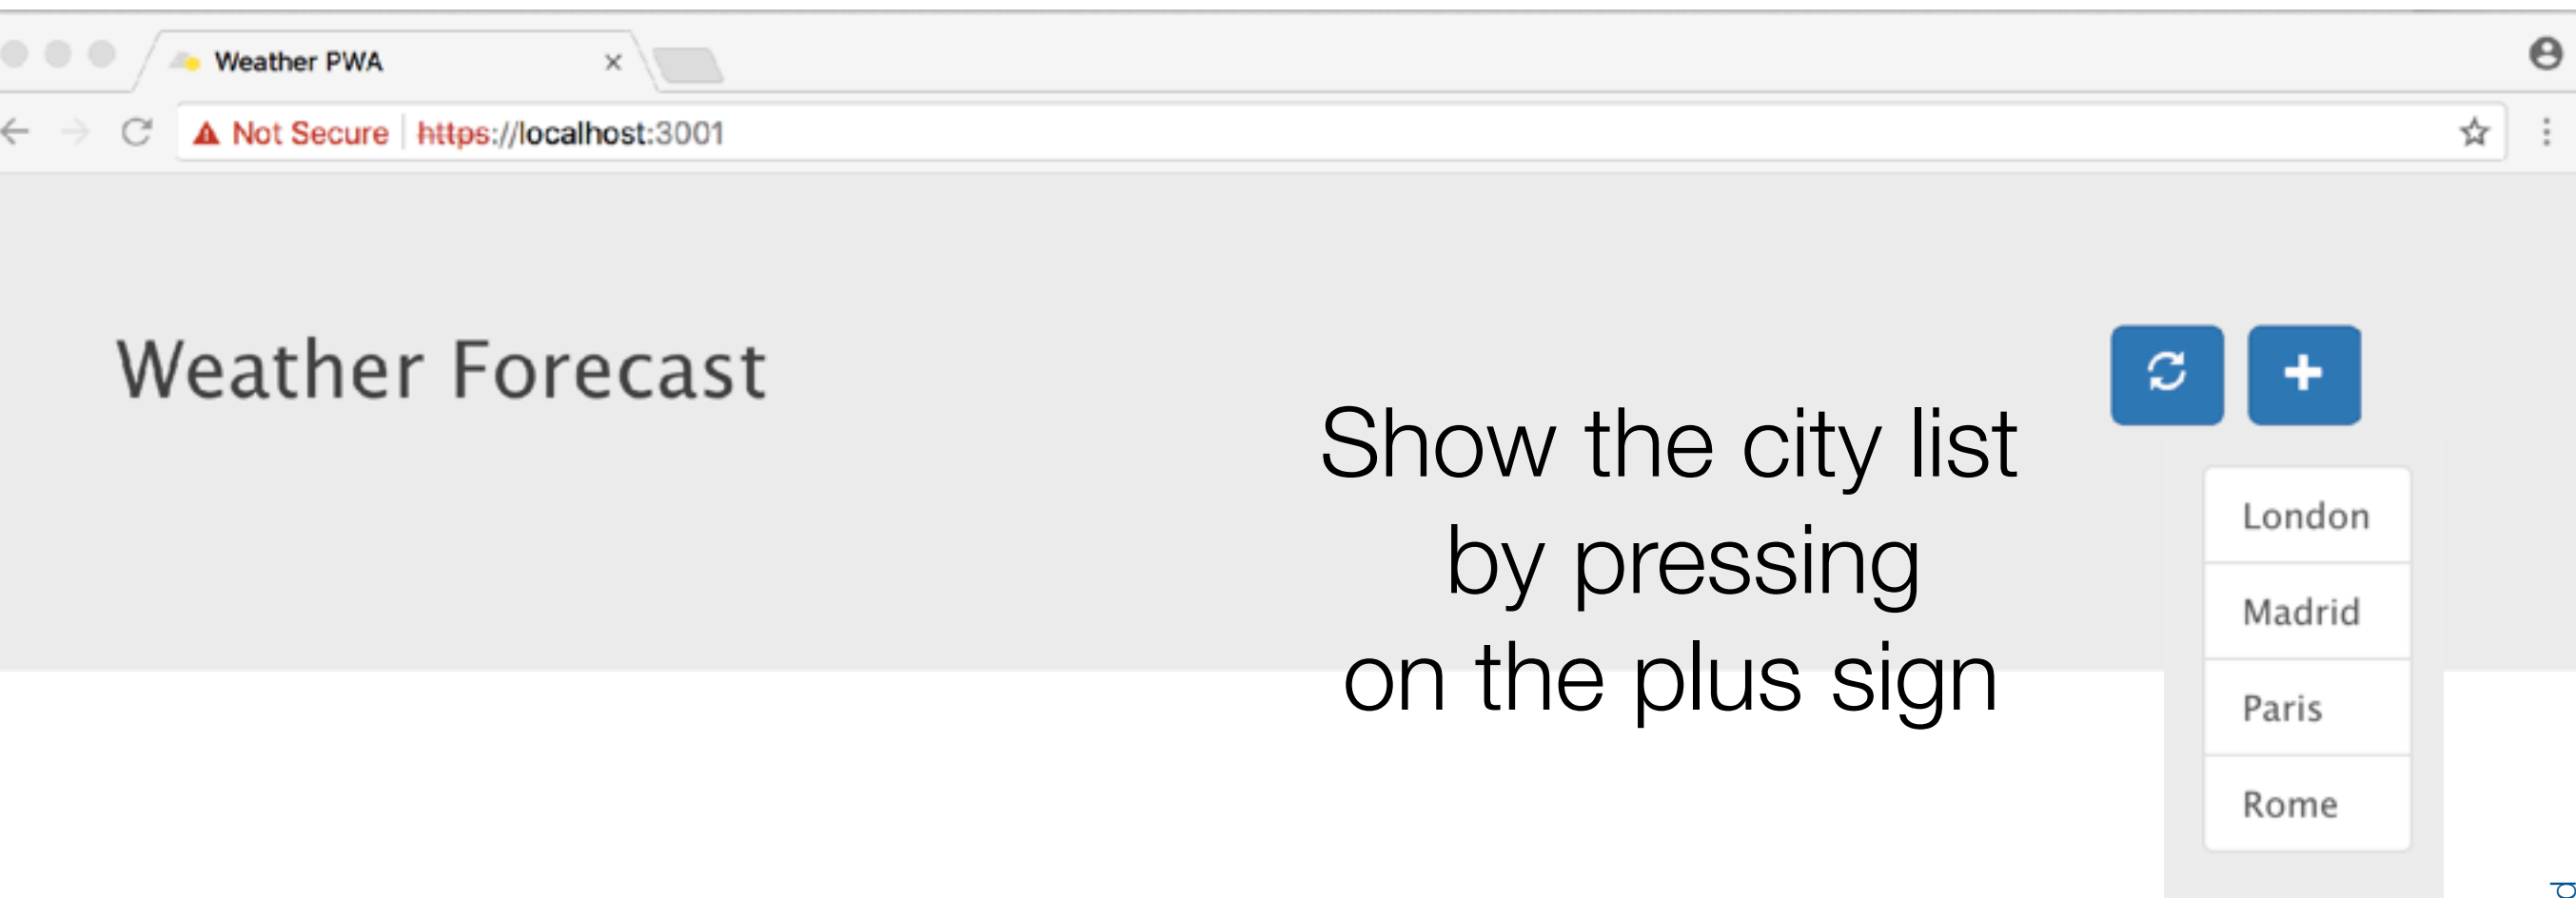 Weather PWA
Not Secure https://localhost:3001
Weather Forecast
Show the city list
by pressing
on the plus sign
London
Madrid
Paris
Rome